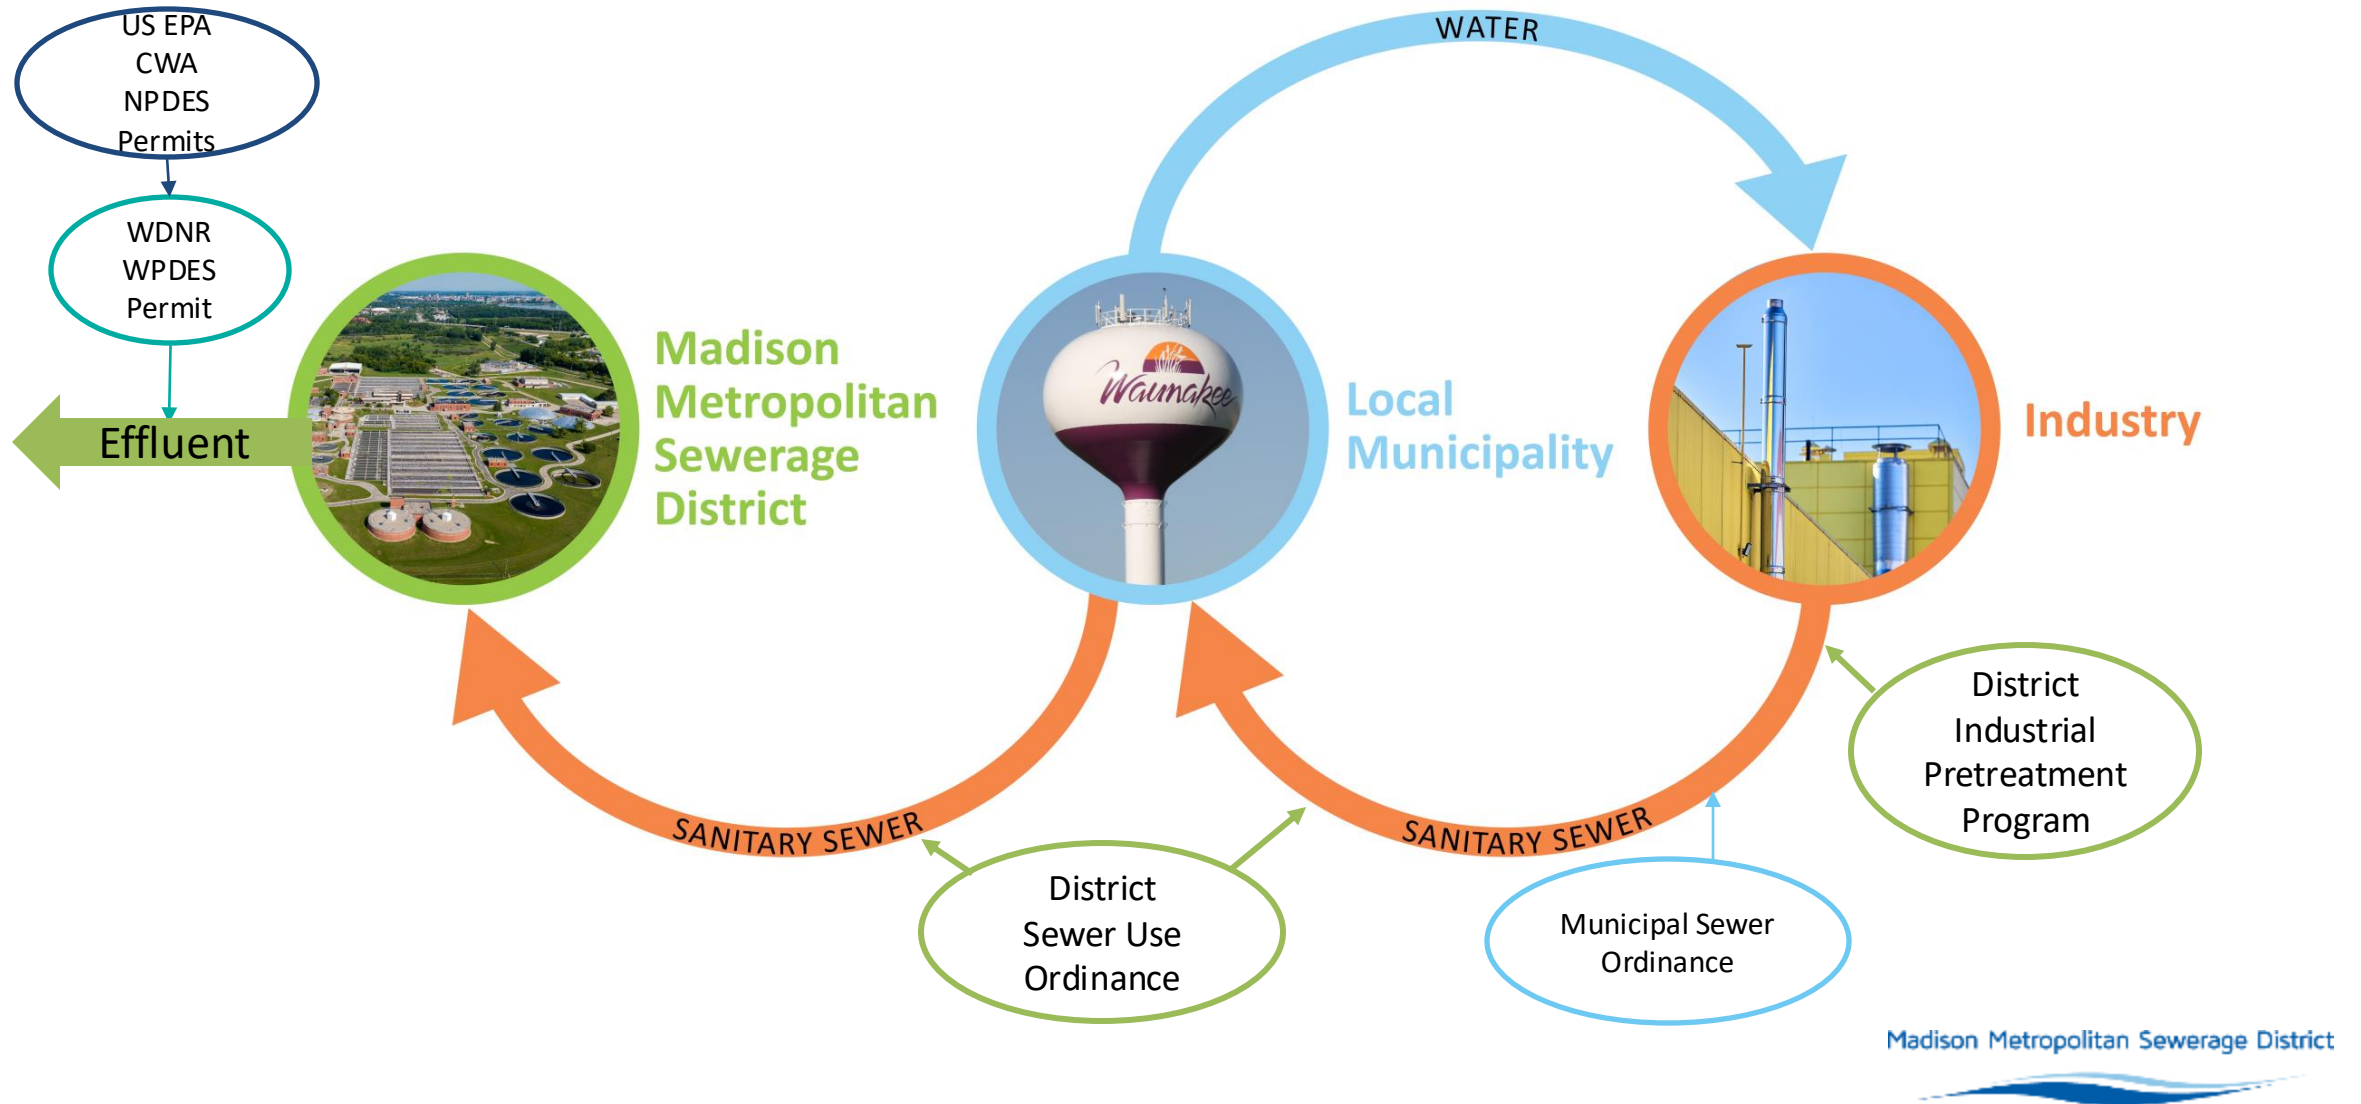 US EPA
CWA
NPDES
Permits
WDNR
WPDES
Permit
Effluent
Madison
Metropolitan
Sewerage
District
WATER
Waunakee
Local
Municipality
Industry
SANITARY SEWER
SANITARY SEWER
District
Sewer Use
Ordinance
Municipal Sewer
Ordinance
District
Industrial
Pretreatment
Program
Madison Metropolitan Sewerage District